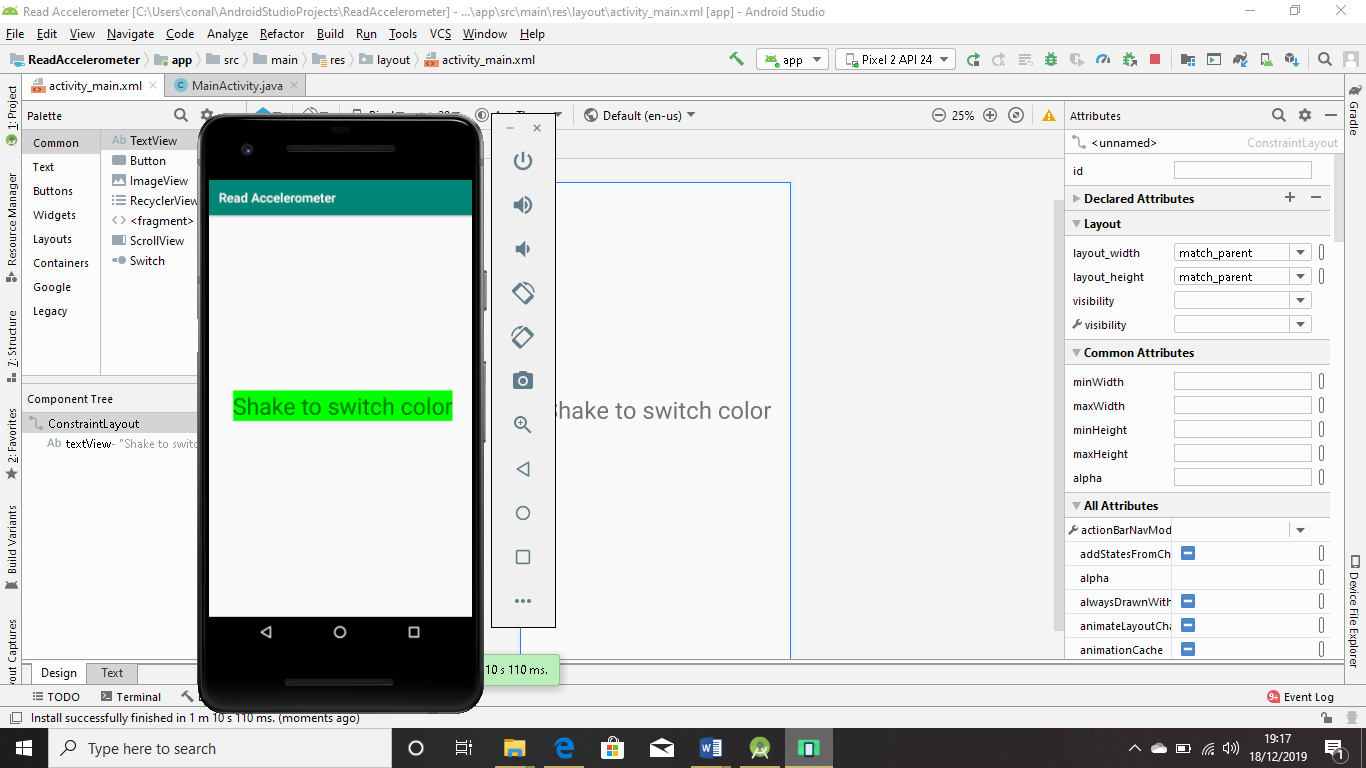 Read Accelerometer [C:\Users\conal\AndroidStudioProjects\ReadAccelerometer] - ...\app\src\main\res\layout\activity_main.xml [app] - Android Studio
File Edit View Navigate Code Analyze Refactor Build Run Tools VCS Window Help
ReadAccelerometer app src main res layout activity_main.xml app Pixel 2 API 24
activity_main.xml MainActivity.java
Palette
Default (en-us) 25%
Attributes
Common
Text
Buttons
Widgets
Layouts
Containers
Google
Legacy
Ab TextView
Button
ImageView
RecyclerView
<> <fragment>
ScrollView
Switch
Component Tree
ConstraintLayout
Ab textView- "Shake to switc
Read Accelerometer
Shake to switch color
Shake to switch color
<unnamed> ConstraintLayout
id
Declared Attributes
Layout
layout_width match_parent
layout_height match_parent
visibility
visibility
Common Attributes
minWidth
maxWidth
minHeight
maxHeight
alpha
All Attributes
actionBarNavMod
addStatesFromCh
alpha
alwaysDrawnWith
animateLayoutCha
animationCache
1: Project
Resource Manager
7: Structure
2: Favorites
Build Variants
out Captures
Gradle
Device File Explorer
Design Text
10 s 110 ms.
TODO Terminal
9+ Event Log
Install successfully finished in 1 m 10 s 110 ms. (moments ago)
Type here to search
19:17
18/12/2019
1